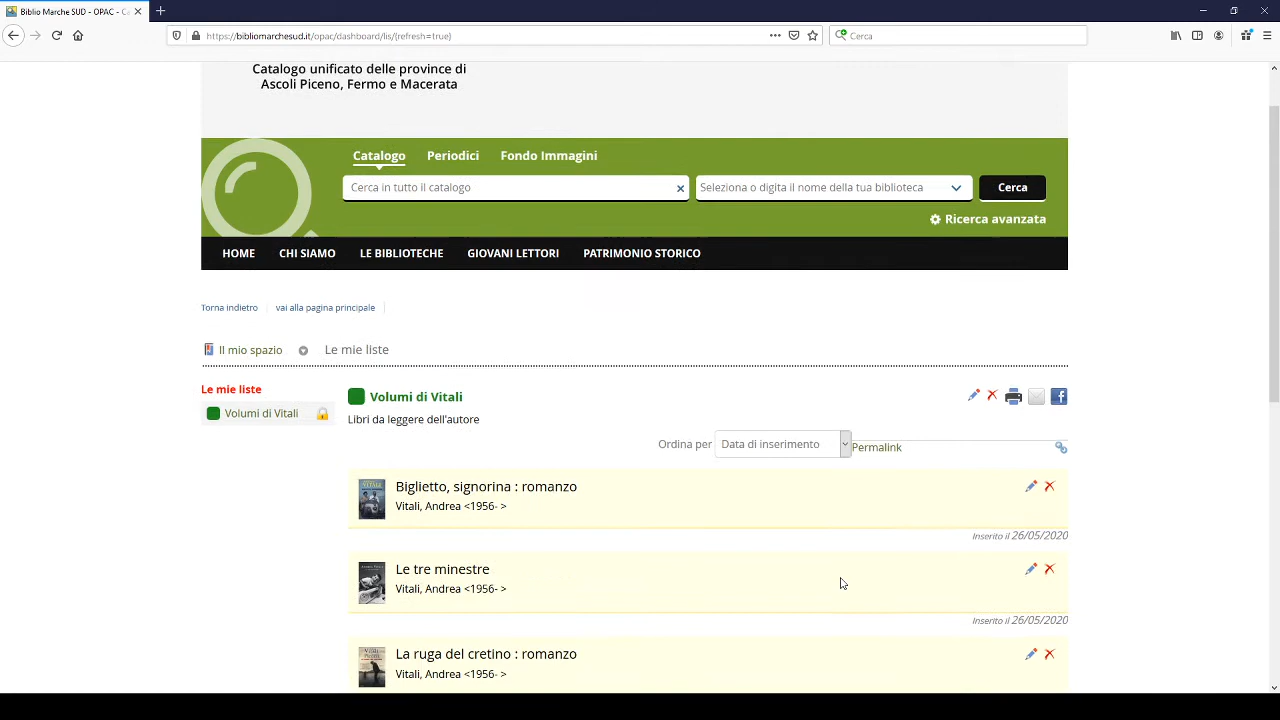 Biblio Marche SUD - OPAC - Ca
https://bibliomarchesud.it/opac/dashboard/lis/(refresh=true)
Cerca
Catalogo unificato delle province di
Ascoli Piceno, Fermo e Macerata
Catalogo Periodici Fondo Immagini
Cerca in tutto il catalogo
Seleziona o digita il nome della tua biblioteca
Cerca
Ricerca avanzata
HOME CHI SIAMO LE BIBLIOTECHE GIOVANI LETTORI PATRIMONIO STORICO
Torna indietro vai alla pagina principale
Il mio spazio Le mie liste
Le mie liste
Volumi di Vitali
Volumi di Vitali
Libri da leggere dell'autore
Ordina per Data di inserimento Permalink
Biglietto, signorina : romanzo
Vitali, Andrea <1956- >
Inserito il 26/05/2020
Le tre minestre
Vitali, Andrea <1956- >
Inserito il 26/05/2020
La ruga del cretino : romanzo
Vitali, Andrea <1956- >